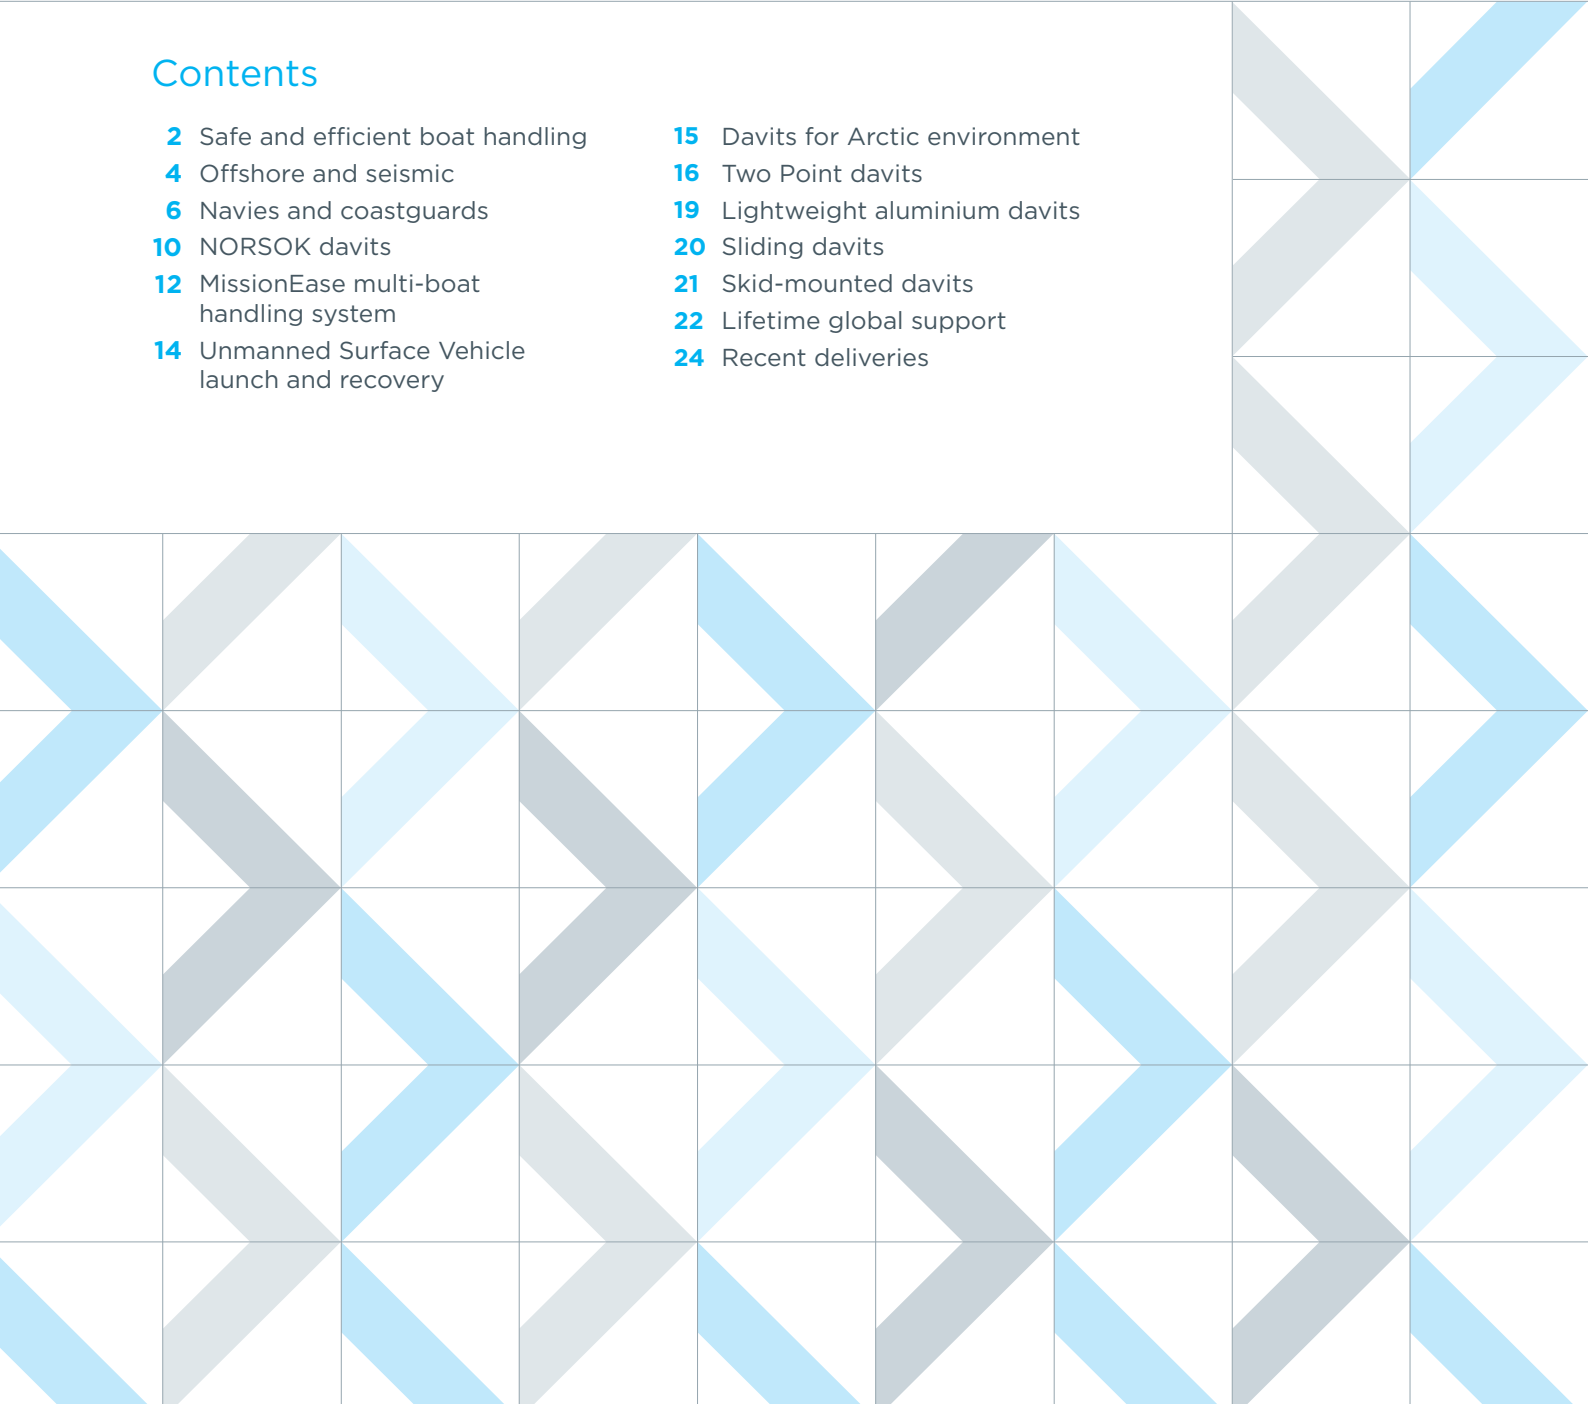 Contents
2 Safe and efficient boat handling
4 Offshore and seismic
6 Navies and coastguards
10 NORSOK davits
12 MissionEase multi-boat
handling system
14 Unmanned Surface Vehicle
launch and recovery
15 Davits for Arctic environment
16 Two Point davits
19 Lightweight aluminium davits
20 Sliding davits
21 Skid-mounted davits
22 Lifetime global support
24 Recent deliveries